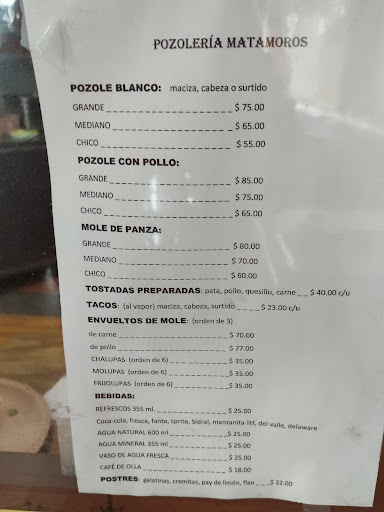 POZOLERÍA MATAMOROS
POZOLE BLANCO: maciza, cabeza o surtido
GRANDE _ _ _ _ _ _ _ _ _ _ _ _ _ _ _ _ $ 75.00
MEDIANO _ _ _ _ _ _ _ _ _ _ _ _ _ _ _ $ 65.00
CHICO _ _ _ _ _ _ _ _ _ _ _ _ _ _ _ _ _ $ 55.00
POZOLE CON POLLO:
GRANDE _ _ _ _ _ _ _ _ _ _ _ _ _ _ _ $ 85.00
MEDIANO _ _ _ _ _ _ _ _ _ _ _ _ _ _ $ 75.00
CHICO _ _ _ _ _ _ _ _ _ _ _ _ _ _ _ _ $ 65.00
MOLE DE PANZA:
GRANDE _ _ _ _ _ _ _ _ _ _ _ _ _ _ _ $ 80.00
MEDIANO _ _ _ _ _ _ _ _ _ _ _ _ _ _ $ 70.00
CHICO _ _ _ _ _ _ _ _ _ _ _ _ _ _ _ $ 60.00
TOSTADAS PREPARADAS: pata, pollo, quesillo, carne _ _ $ 40.00 c/u
TACOS: (al vapor) maciza, cabeza, surtido _ _ _ _ $ 23.00 c/u
ENVUELTOS DE MOLE: (orden de 3)
de carne _ _ _ _ _ _ _ _ _ _ _ _ _ _ $ 70.00
de pollo _ _ _ _ _ _ _ _ _ _ _ _ _ _ $ 77.00
CHALUPAS (orden de 6) _ _ _ _ _ _ _ $ 35.00
MOLUPAS (orden de 6) _ _ _ _ _ _ _ $ 35.00
FRIJOLUPAS (orden de 6) _ _ _ _ _ _ $ 35.00
BEBIDAS:
REFRESCOS 355 ml. _ _ _ _ _ _ _ _ _ $ 25.00
Coca-cola, fresca, fanta, sprite, Sidral, manzanita lift, del valle, delaware
AGUA NATURAL 600 ml _ _ _ _ _ _ _ $ 25.00
AGUA MINERAL 355 ml _ _ _ _ _ _ _ $ 25.00
VASO DE AGUA FRESCA _ _ _ _ _ _ _ $ 25.00
CAFÉ DE OLLA _ _ _ _ _ _ _ _ _ _ _ $ 18.00
POSTRES: gelatinas, cremitas, pay de limón, flan _ _ _ $ 22.00